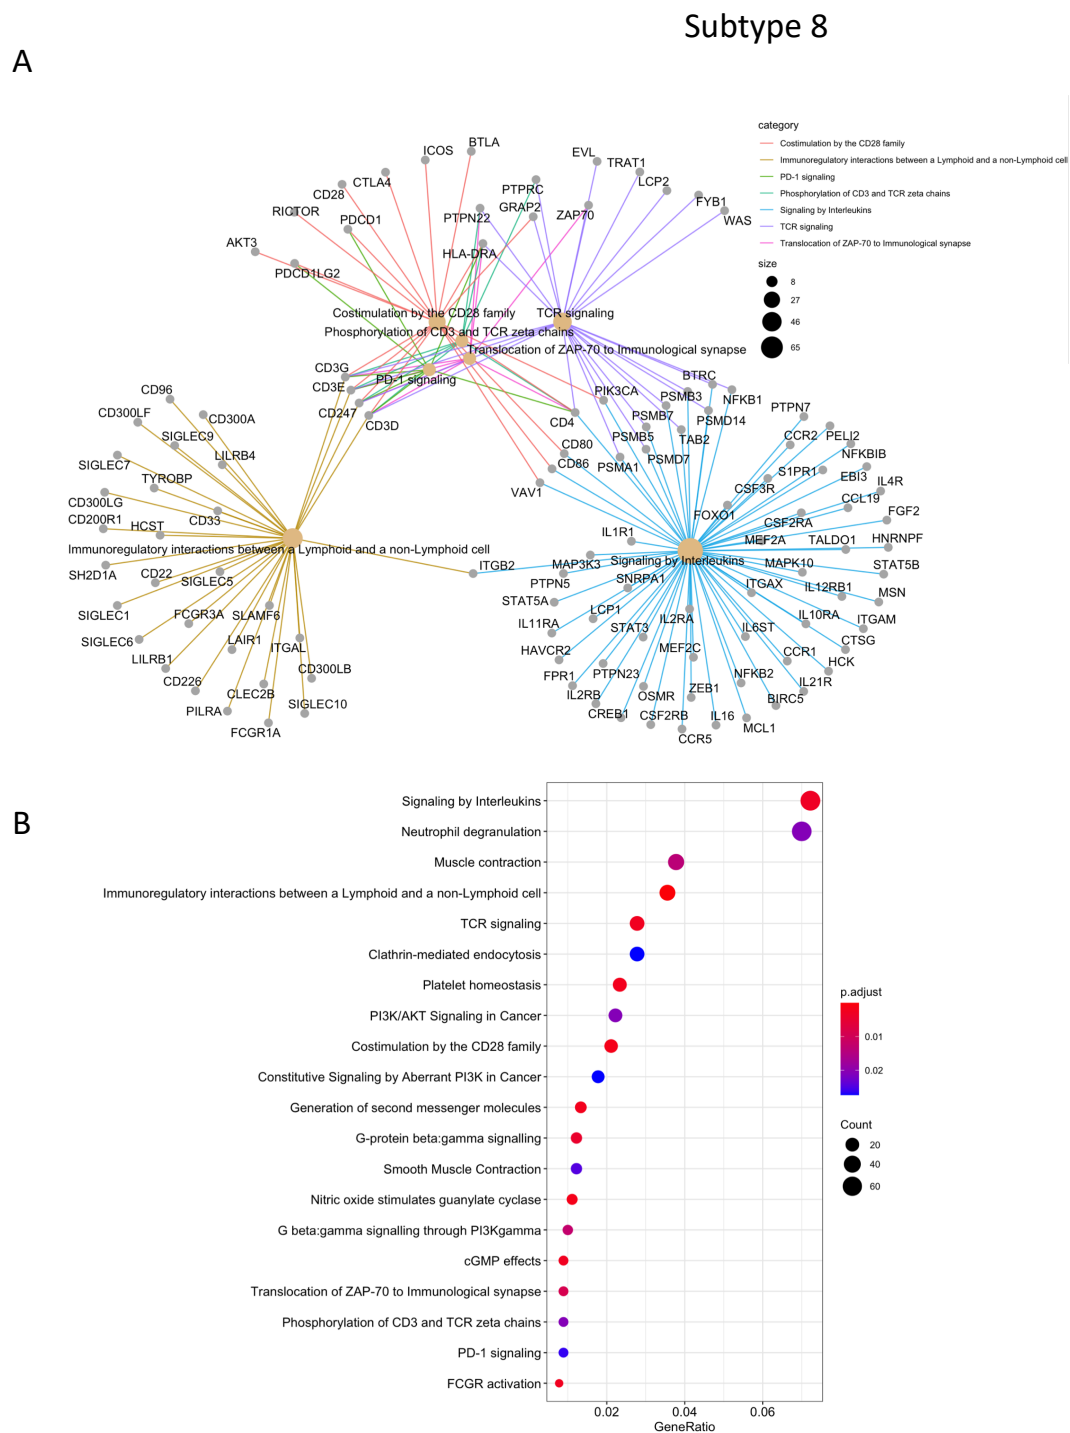 Subtype 8
A
category
Costimulation by the CD28 family
Immunoregulatory interactions between a Lymphoid and a non-Lymphoid cell
PD-1 signaling
Phosphorylation of CD3 and TCR zeta chains
Signaling by Interleukins
TCR signaling
Translocation of ZAP-70 to Immunological synapse
size
8
27
46
65
BTLA
ICOS
CTLA4
CD28
RICTOR
PDCD1
AKT3
PDCD1LG2
EVL
TRAT1
LCP2
PTPRC
GRAP2
ZAP70
PTPN22
FYB1
WAS
HLA-DRA
Costimulation by the CD28 family
TCR signaling
Phosphorylation of CD3 and TCR zeta chains
Translocation of ZAP-70 to Immunological synapse
PD-1 signaling
CD3G
CD3E
CD247
CD3D
CD4
CD80
CD86
VAV1
PIK3CA
BTRC
PSMB3
NFKB1
PSMB7
PSMD14
PSMB5
TAB2
PSMD7
PSMA1
CD96
CD300LF
CD300A
SIGLEC9
LILRB4
SIGLEC7
TYROBP
CD300LG
CD33
CD200R1
HCST
Immunoregulatory interactions between a Lymphoid and a non-Lymphoid cell
SH2D1A
CD22
SIGLEC5
SIGLEC1
FCGR3A
SLAMF6
SIGLEC6
LAIR1
ITGAL
LILRB1
CD300LB
CD226
CLEC2B
SIGLEC10
PILRA
FCGR1A
ITGB2
PTPN7
CCR2
PELI2
NFKBIB
S1PR1
EBI3
IL4R
CSF3R
CCL19
FGF2
FOXO1
CSF2RA
IL1R1
MEF2A
TALDO1
HNRNPF
MAP3K3
Signaling by Interleukins
MAPK10
STAT5B
PTPN5
SNRPA1
ITGAX
IL12RB1
MSN
STAT5A
LCP1
IL2RA
IL10RA
ITGAM
IL11RA
STAT3
IL6ST
CTSG
HAVCR2
MEF2C
CCR1
HCK
FPR1
PTPN23
NFKB2
IL21R
IL2RB
OSMR
ZEB1
BIRC5
CREB1
CSF2RB
IL16
MCL1
CCR5
B
Signaling by Interleukins
Neutrophil degranulation
Muscle contraction
Immunoregulatory interactions between a Lymphoid and a non-Lymphoid cell
TCR signaling
Clathrin-mediated endocytosis
Platelet homeostasis
PI3K/AKT Signaling in Cancer
Costimulation by the CD28 family
Constitutive Signaling by Aberrant PI3K in Cancer
Generation of second messenger molecules
G-protein beta:gamma signalling
Smooth Muscle Contraction
Nitric oxide stimulates guanylate cyclase
G beta:gamma signalling through PI3Kgamma
cGMP effects
Translocation of ZAP-70 to Immunological synapse
Phosphorylation of CD3 and TCR zeta chains
PD-1 signaling
FCGR activation
0.02
0.04
0.06
GeneRatio
p.adjust
0.01
0.02
Count
20
40
60